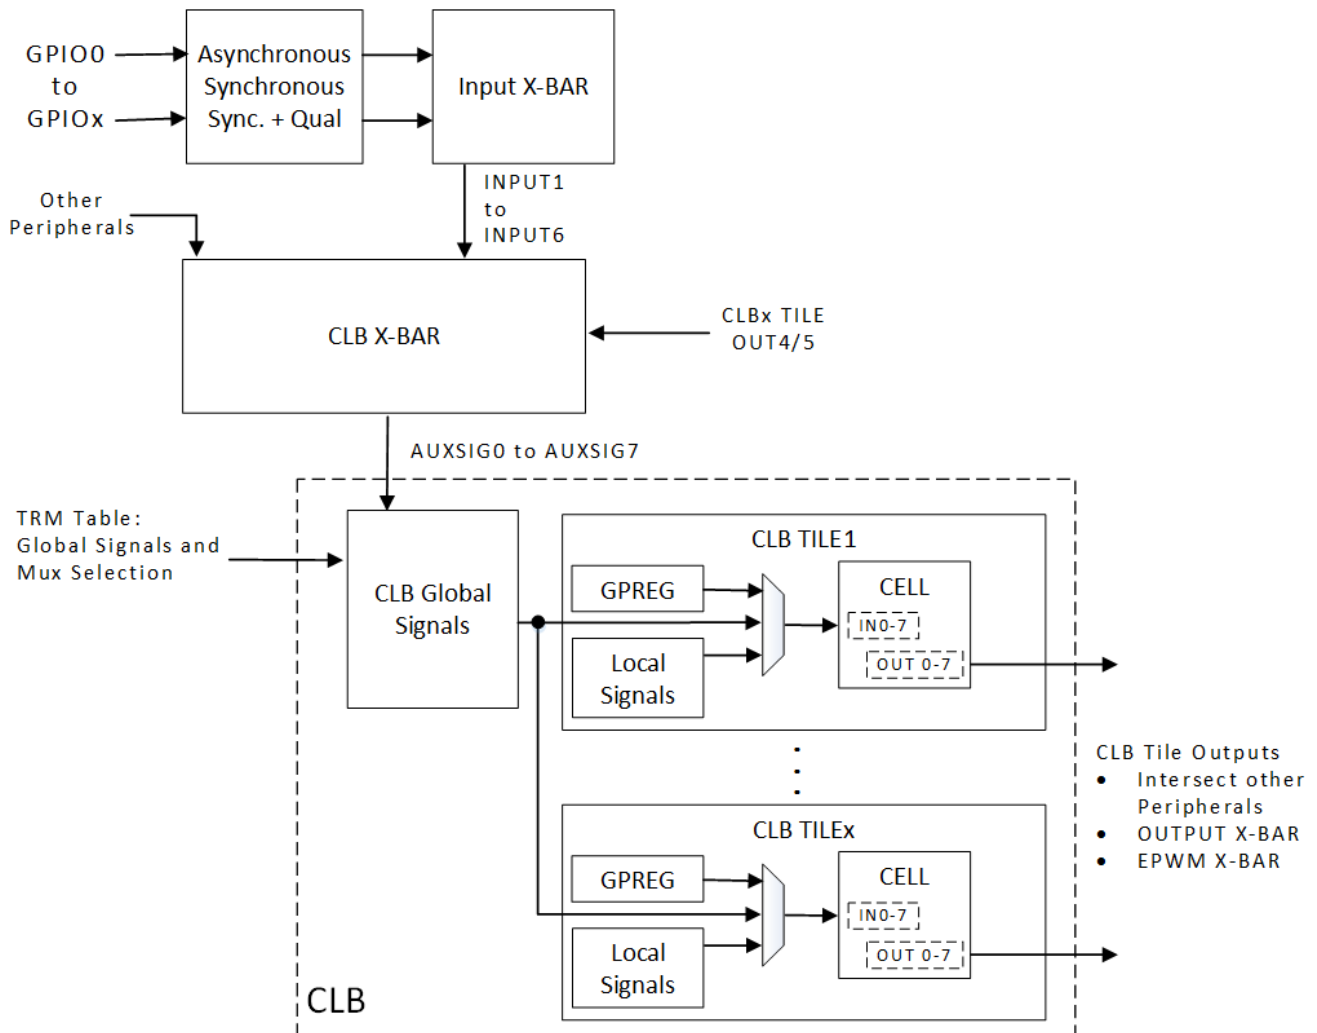 GPIO0
to
GPIOx
Asynchronous
Synchronous
Sync. + Qual
Input X-BAR
INPUT1
to
INPUT6
Other
Peripherals
CLB X-BAR
CLBx TILE
OUT4/5
AUXSIG0 to AUXSIG7
TRM Table:
Global Signals and
Mux Selection
CLB Global
Signals
CLB TILE1
GPREG
Local
Signals
CELL
IN0-7
OUT 0-7
CLB TILEx
GPREG
Local
Signals
CELL
IN0-7
OUT 0-7
CLB Tile Outputs
• Intersect other
Peripherals
• OUTPUT X-BAR
• EPWM X-BAR
CLB